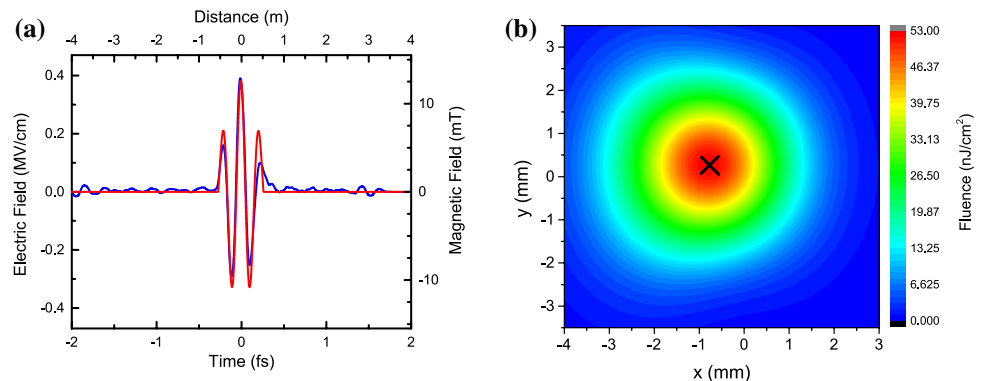 (a)
Distance (m)
-4 -3 -2 -1 0 1 2 3 4
Electric Field (MV/cm)
0.4
0.2
0.0
-0.2
-0.4
10
0
-10
Magnetic Field (mT)
-2 -1 0 1 2
Time (fs)
(b)
y (mm)
3
2
1
0
-1
-2
-3
-4 -3 -2 -1 0 1 2 3
x (mm)
53.00
46.37
39.75
33.13
26.50
19.87
13.25
6.625
0.000
Fluence (nJ/cm²)